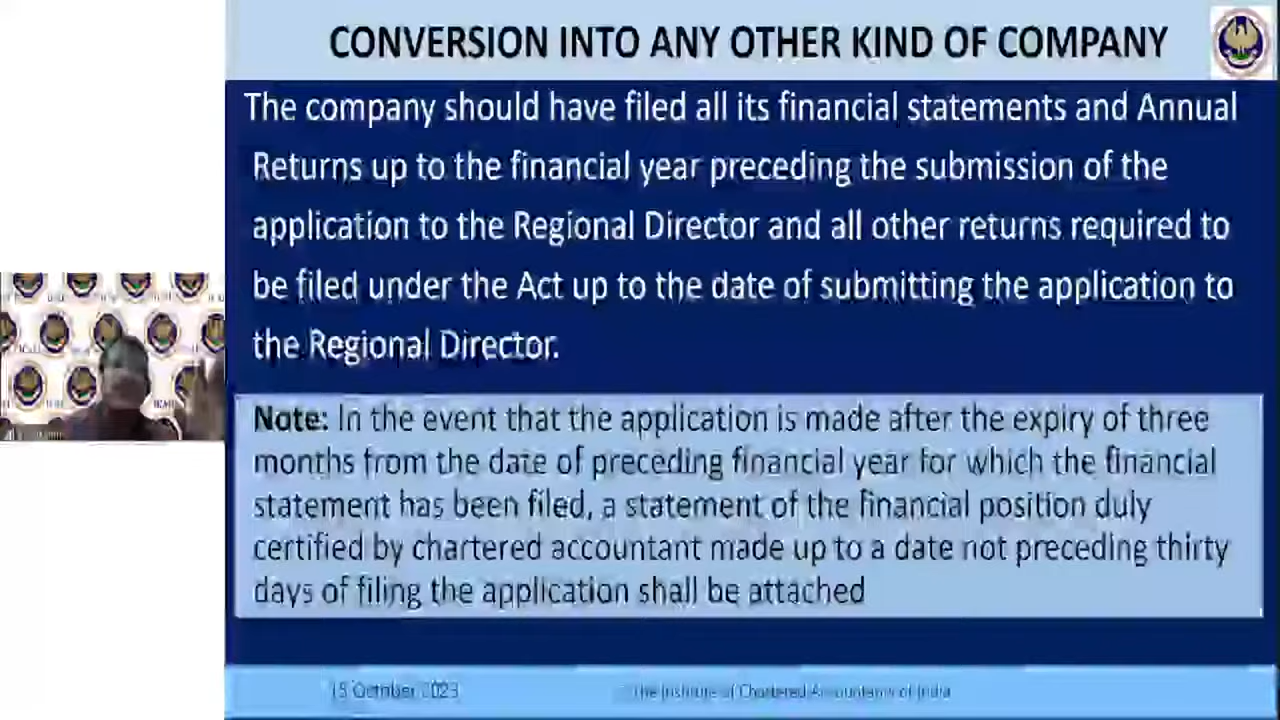 CONVERSION INTO ANY OTHER KIND OF COMPANY
The company should have filed all its financial statements and Annual
Returns up to the financial year preceding the submission of the
application to the Regional Director and all other returns required to
be filed under the Act up to the date of submitting the application to
the Regional Director.
Note: In the event that the application is made after the expiry of three
months from the date of preceding financial year for which the financial
statement has been filed, a statement of the financial position duly
certified by chartered accountant made up to a date not preceding thirty
days of filing the application shall be attached
15 October 2023
The Institute of Chartered Accountants of India